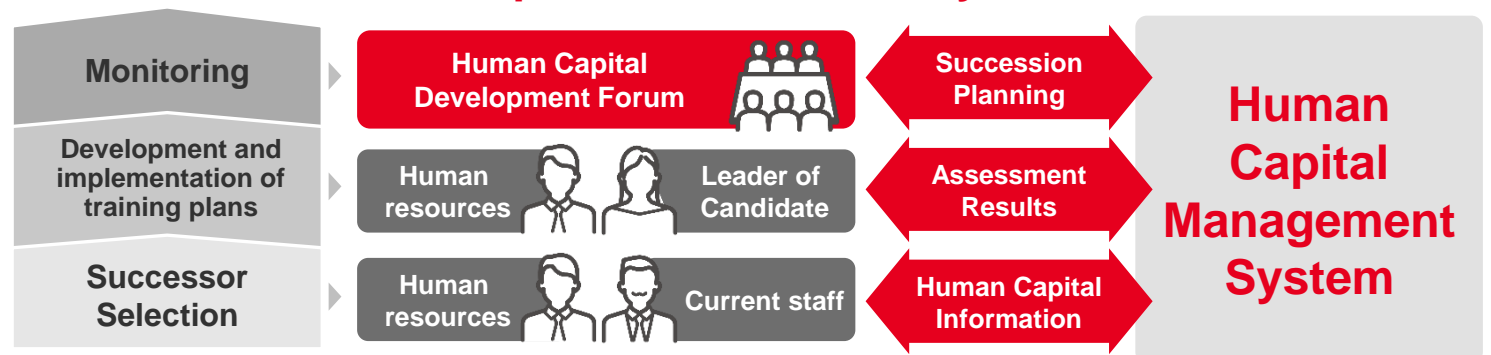 Monitoring
Human Capital
Development Forum
Succession
Planning
Development and
implementation of
training plans
Human
resources
Leader of
Candidate
Assessment
Results
Successor
Selection
Human
resources
Current staff
Human Capital
Information
Human
Capital
Management
System